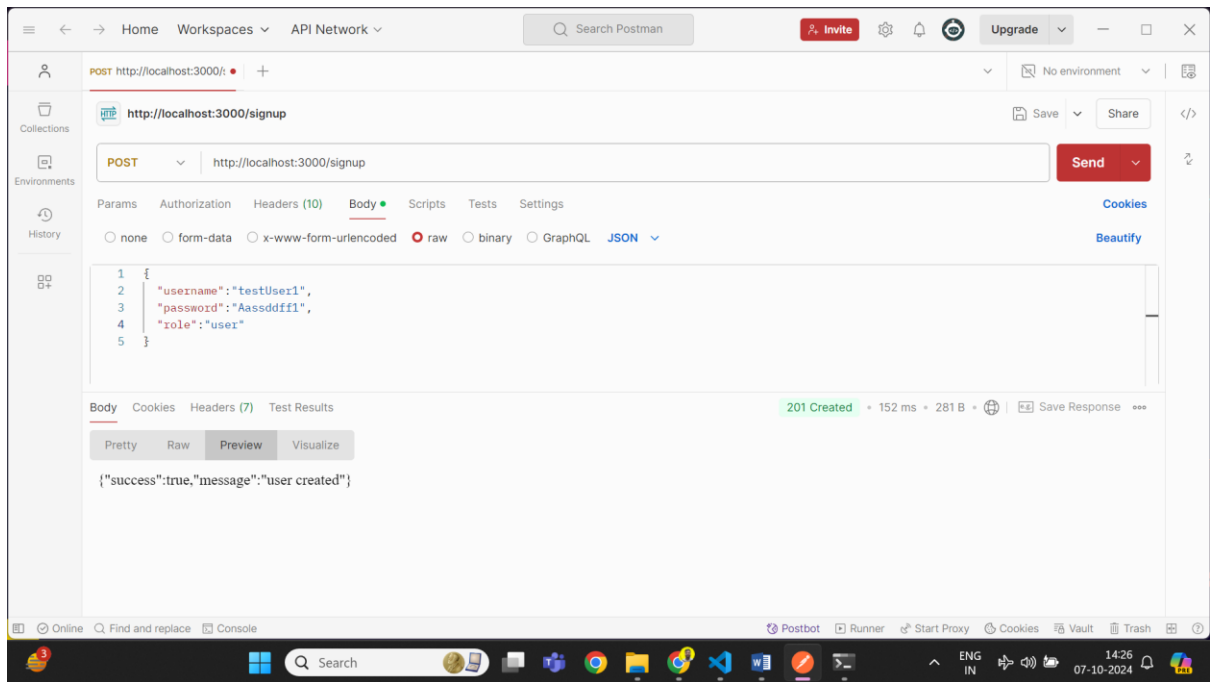 Home Workspaces API Network Search Postman Invite Upgrade
POST http://localhost:3000/s No environment
HTTP http://localhost:3000/signup Save Share
Collections
POST http://localhost:3000/signup Send
Environments
Params Authorization Headers (10) Body Scripts Tests Settings Cookies
History
none form-data x-www-form-urlencoded raw binary GraphQL JSON Beautify
1 {
2 "username":"testUser1",
3 "password":"Aassddff1",
4 "role":"user"
5 }
Body Cookies Headers (7) Test Results 201 Created 152 ms 281 B e.g. Save Response
Pretty Raw Preview Visualize
{"success":true,"message":"user created"}
Online Find and replace Console Postbot Runner Start Proxy Cookies Vault Trash
3 Search ENG 14:26
IN 07-10-2024 PRE